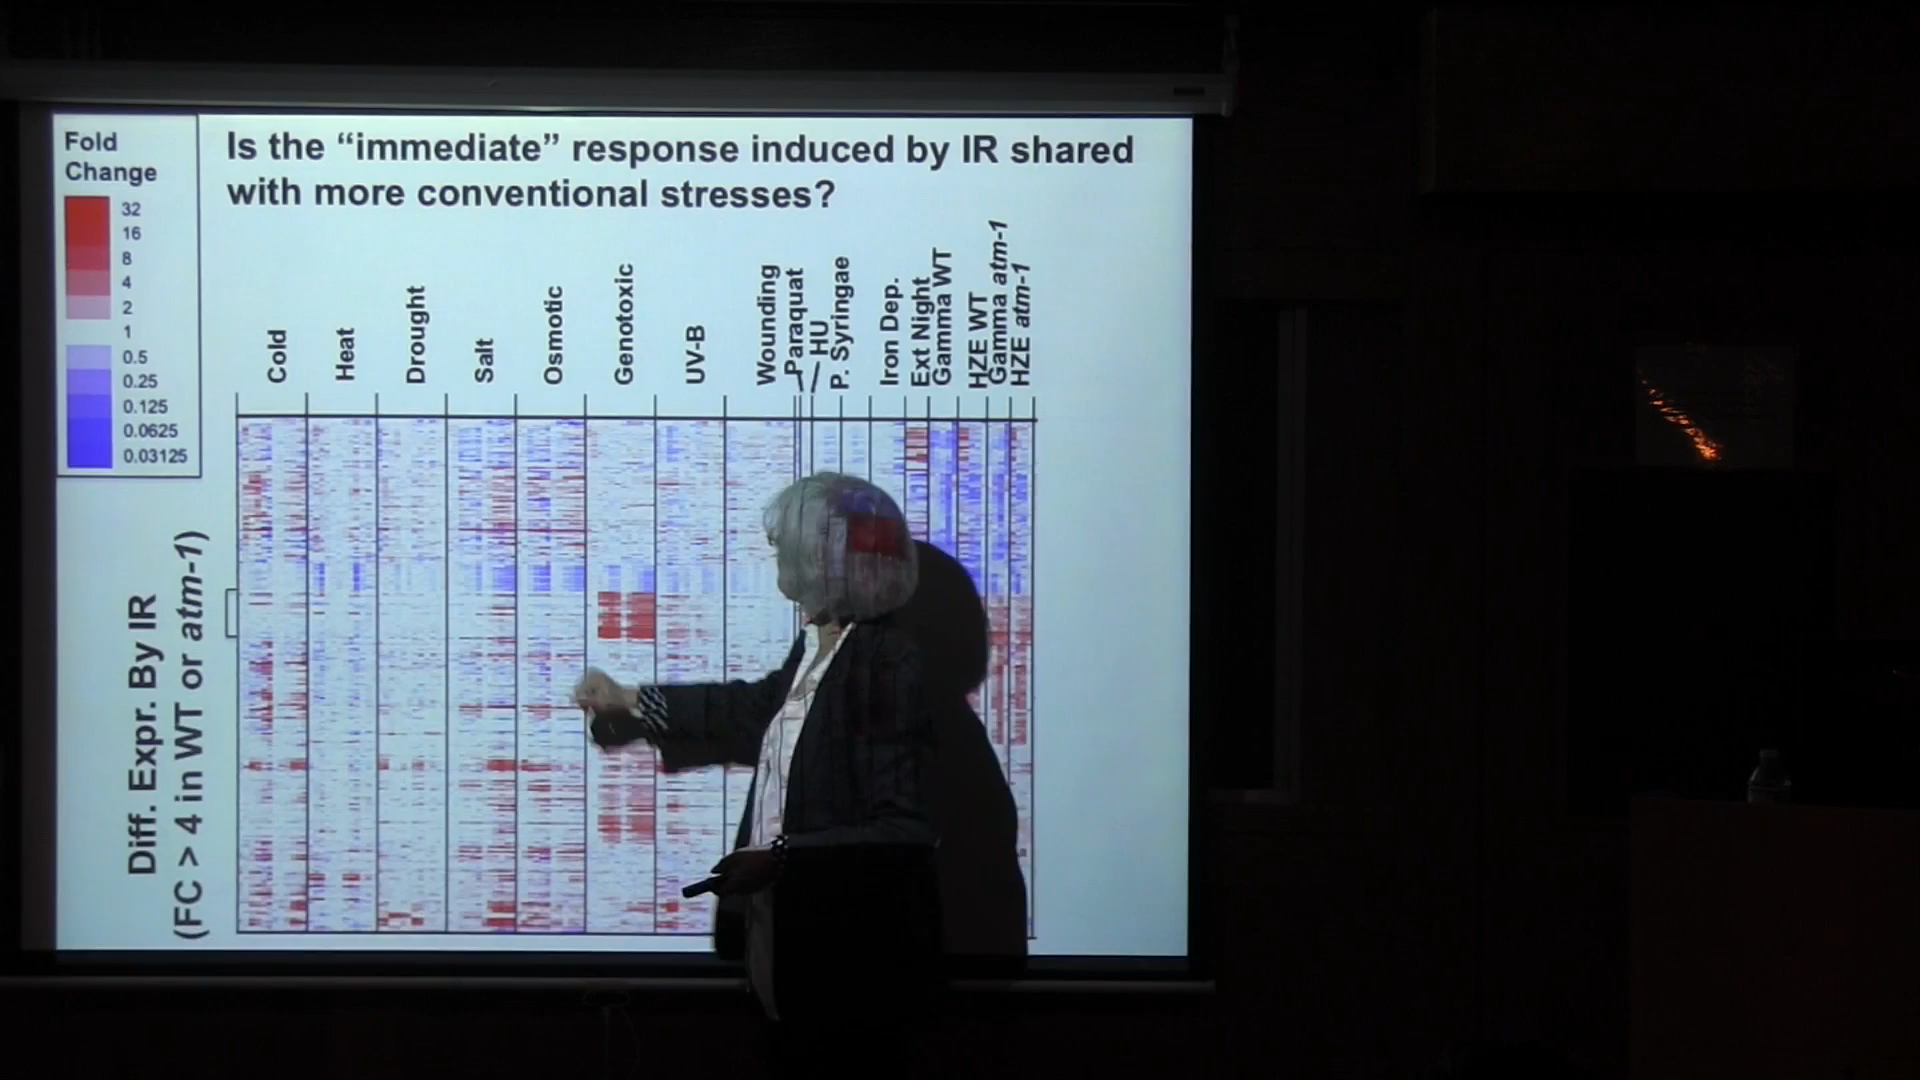 Fold
Change
32
16
8
4
2
1
0.5
0.25
0.125
0.0625
0.03125
Is the “immediate” response induced by IR shared
with more conventional stresses?
Cold
Heat
Drought
Salt
Osmotic
Genotoxic
UV-B
Wounding
Paraquat
HU
P. Syringae
Iron Dep.
Ext Night
Gamma WT
HZE WT
Gamma atm-1
HZE atm-1
Diff. Expr. By IR
(FC > 4 in WT or atm-1)